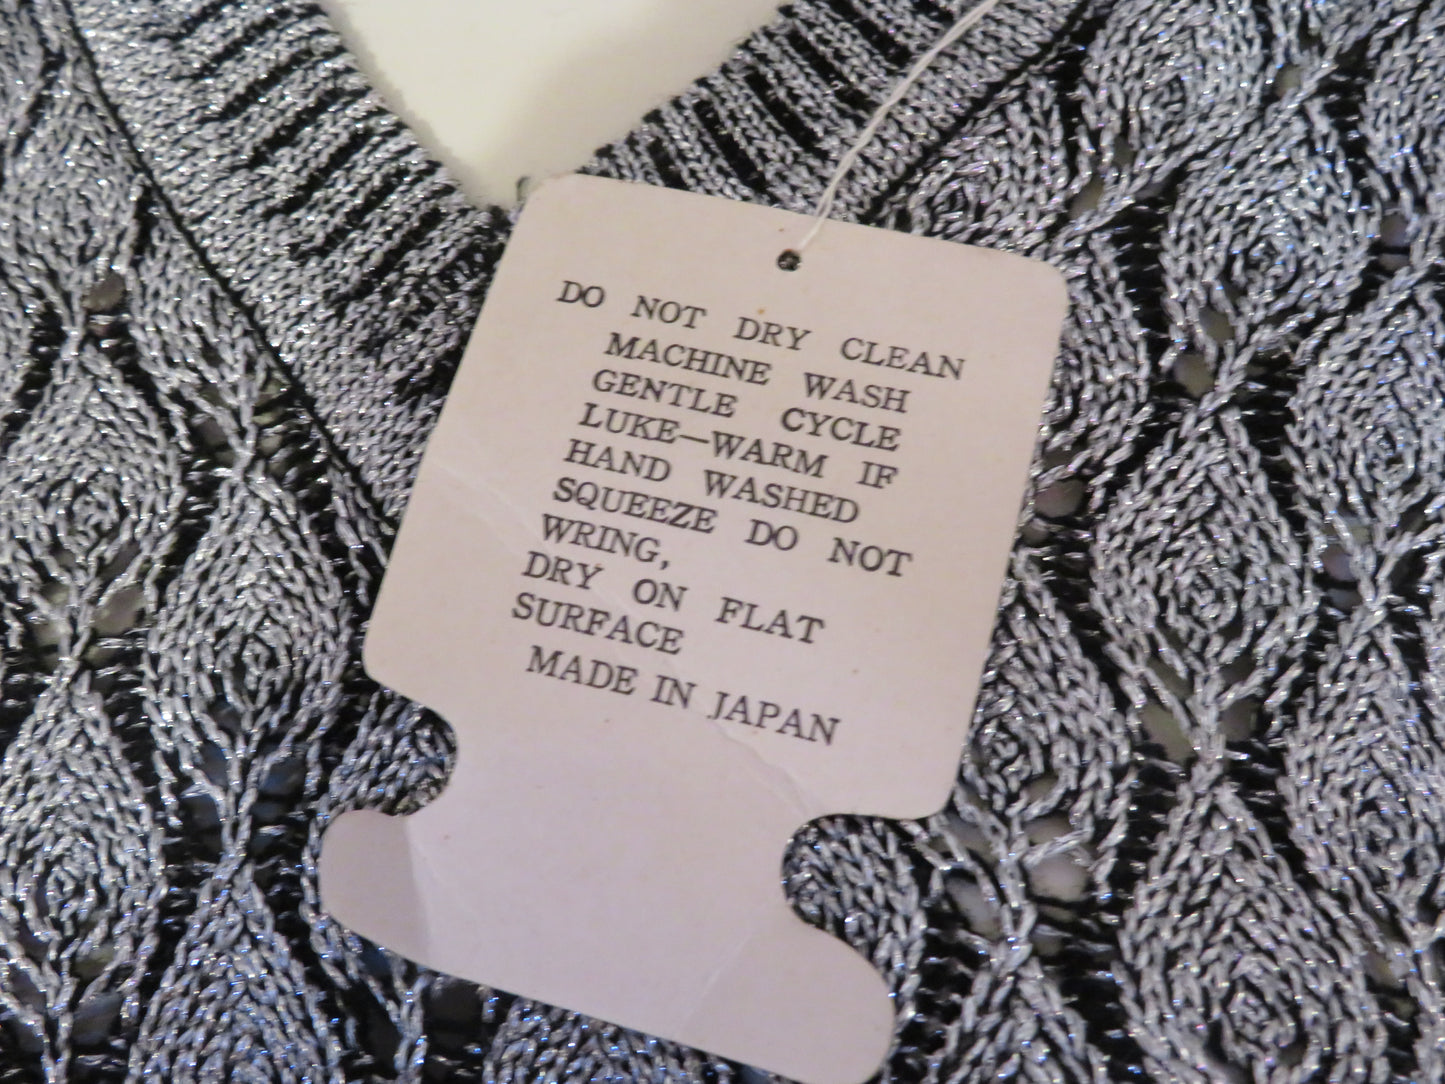 DO NOT DRY CLEAN
MACHINE WASH
GENTLE CYCLE
LUKE—WARM IF
HAND WASHED
SQUEEZE DO NOT
WRING,
DRY ON FLAT
SURFACE
MADE IN JAPAN